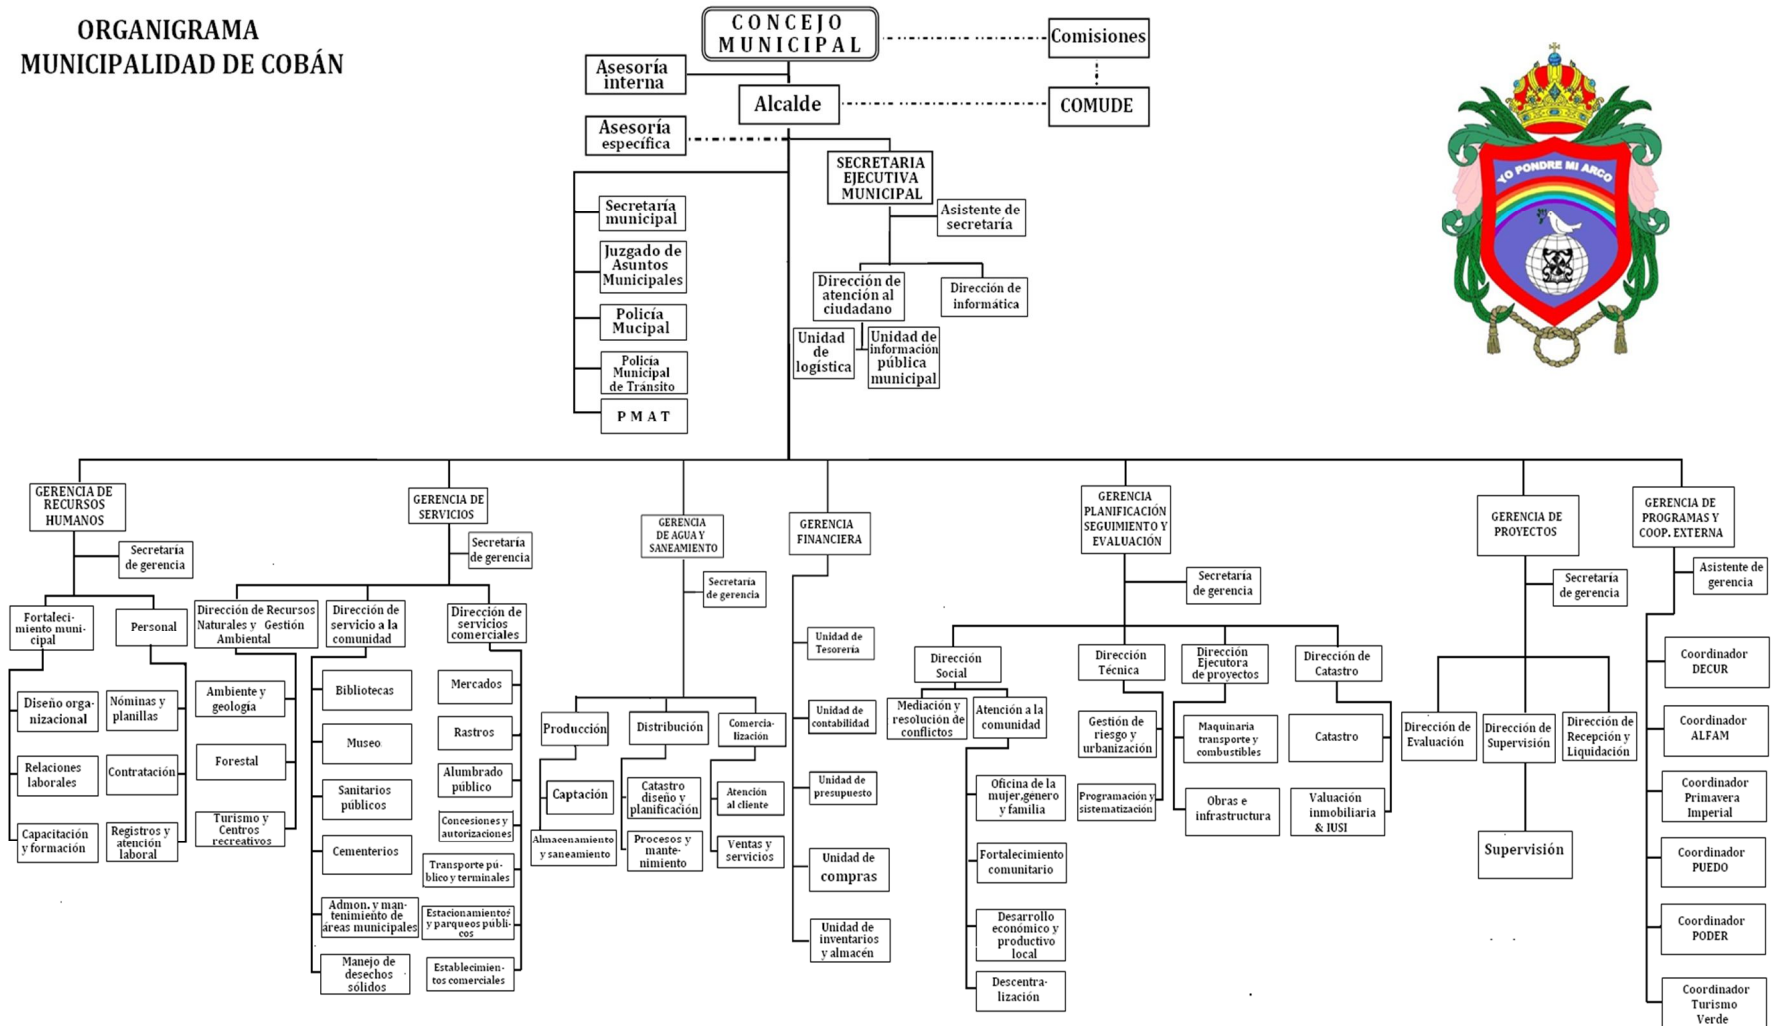 ORGANIGRAMA
MUNICIPALIDAD DE COBÁN
CONCEJO
MUNICIPAL
Comisiones
Asesoría
interna
Alcalde
COMUDE
Asesoría
específica
SECRETARIA
EJECUTIVA
MUNICIPAL
YO PONDRE MI ARCO
Asistente de
secretaría
Secretaría
municipal
Juzgado de
Asuntos
Municipales
Policía
Mucipal
Policía
Municipal
de Tránsito
P M A T
Dirección de
atención al
ciudadano
Dirección de
informática
Unidad
de
logística
Unidad de
información
pública
municipal
GERENCIA DE
RECURSOS
HUMANOS
Secretaría
de gerencia
Fortaleci-
miento muni-
cipal
Personal
Diseño orga-
nizacional
Nóminas y
planillas
Relaciones
laborales
Contratación
Capacitación
y formación
Registros y
atención
laboral
GERENCIA DE
SERVICIOS
Secretaría
de gerencia
Dirección de Recursos
Naturales y Gestión
Ambiental
Dirección de
servicio a la
comunidad
Dirección de
servicios
comerciales
Ambiente y
geología
Forestal
Turismo y
Centros
recreativos
Bibliotecas
Museo
Sanitarios
públicos
Cementerios
Admon. y man-
tenimiento de
áreas municipales
Manejo de
desechos
sólidos
Mercados
Rastros
Alumbrado
público
Concesiones y
autorizaciones
Transporte pú-
blico y terminales
Estacionamientos
y parqueos públi-
cos
Establecimien-
tos comerciales
GERENCIA
DE AGUA Y
SANEAMIENTO
Secretaría
de gerencia
Producción
Distribución
Comercia-
lización
Captación
Almacenamiento
y saneamiento
Catastro
diseño y
planificación
Procesos y
mante-
nimiento
Atención
al cliente
Ventas y
servicios
GERENCIA
FINANCIERA
Unidad de
Tesorería
Unidad de
contabilidad
Unidad de
presupuesto
Unidad de
compras
Unidad de
inventarios
y almacén
GERENCIA
PLANIFICACIÓN
SEGUIMIENTO Y
EVALUACIÓN
Secretaría
de gerencia
Dirección
Social
Dirección
Técnica
Dirección
Ejecutora
de proyectos
Dirección de
Catastro
Mediación y
resolución de
conflictos
Atención a la
comunidad
Oficina de la
mujer,género
y familia
Fortalecimiento
comunitario
Desarrollo
económico y
productivo
local
Descentra-
lización
Gestión de
riesgo y
urbanización
Programación y
sistematización
Maquinaria
transporte y
combustibles
Obras e
infraestructura
Catastro
Valuación
inmobiliaria
& IUSI
GERENCIA DE
PROYECTOS
Secretaría
de gerencia
Dirección de
Evaluación
Dirección de
Supervisión
Dirección de
Recepción y
Liquidación
Supervisión
GERENCIA DE
PROGRAMAS Y
COOP. EXTERNA
Asistente de
gerencia
Coordinador
DECUR
Coordinador
ALFAM
Coordinador
Primavera
Imperial
Coordinador
PUEDO
Coordinador
PODER
Coordinador
Turismo
Verde